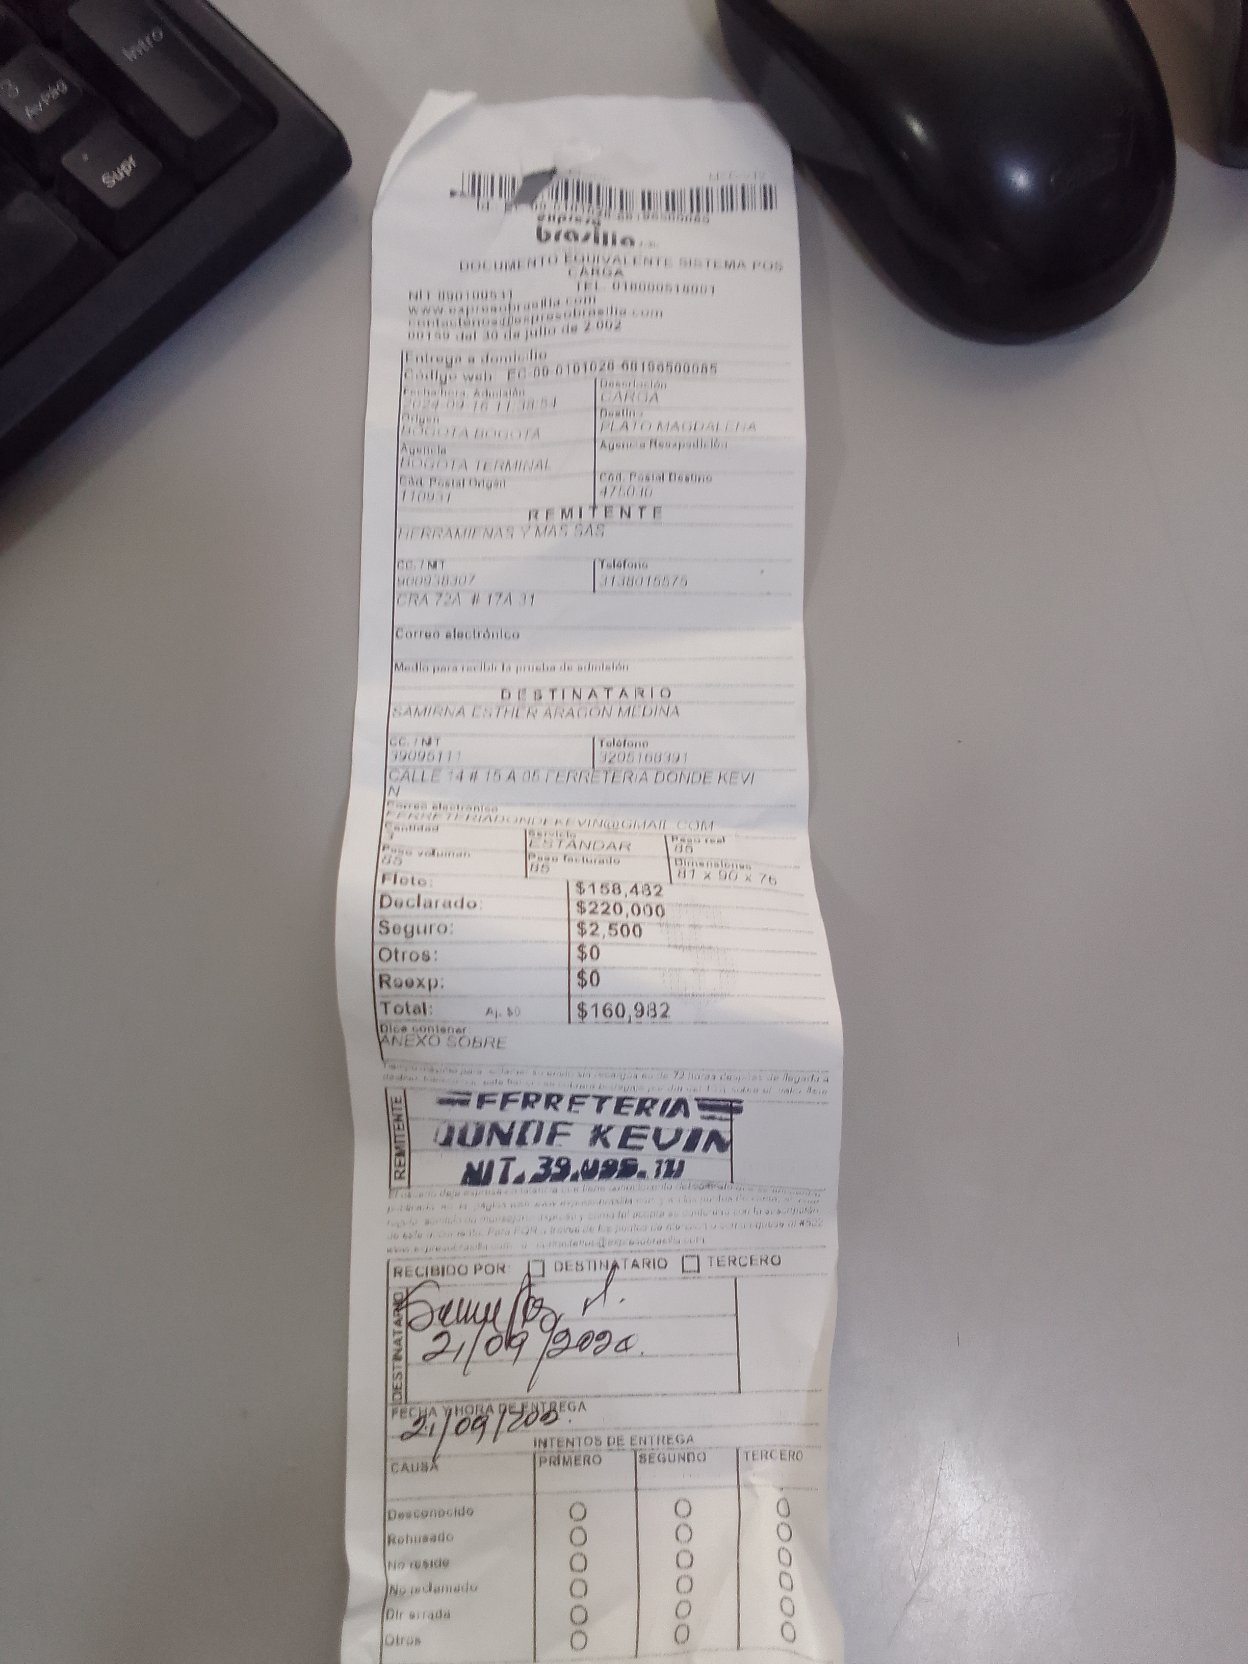 Intro
3
AvPág
Supr
expreso
brasilia
DOCUMENTO EQUIVALENTE SISTEMA POS
CARGA
NIT 890100531 TEL. 018000518001
www.expresobrasilia.com
contactenos@expresobrasilia.com
00159 del 30 de julio de 2.002
Entrega a domicilio
Código web: EC-09-0101020-68196500085
Fecha/hora. Admisión Descripción
2024-09-16 11:38:54 CARGA
Origen Destino
BOGOTA BOGOTA PLATO MAGDALENA
Agencia Agencia Reexpedición
BOGOTA TERMINAL
Cód. Postal Origen Cód. Postal Destino
110931 475030
REMITENTE
HERRAMIENAS Y MAS SAS
CC. / NIT Teléfono
900938307 3138015575
CRA 72A # 17A 31
Correo electrónico
Medio para recibir la prueba de admisión
DESTINATARIO
SAMIRNA ESTHER ARAGON MEDINA
CC. / NIT Teléfono
39095111 3205168391
CALLE 14 # 15 A 05 FERRETERIA DONDE KEVI
N
Correo electrónico
FERRETERIADONDEKEVIN@GMAIL.COM
Cantidad Servicio Peso real
ESTÁNDAR 85
Peso volumen Peso facturado Dimensiones
85 85 81 x 90 x 76
Flete: $158,482
Declarado: $220,000
Seguro: $2,500
Otros: $0
Reexp: $0
Total: Aj. $0 $160,982
Dice contener
ANEXO SOBRE
REMITENTE
FERRETERIA
DONDE KEVIN
NIT. 39.095.111
RECIBIDO POR: DESTINATARIO TERCERO
DESTINATARIO
21/09/2024.
FECHA Y HORA DE ENTREGA
21/09/202
INTENTOS DE ENTREGA
CAUSA PRIMERO SEGUNDO TERCERO
Desconocido
Rehusado
No reside
No reclamado
Dir errada
Otros